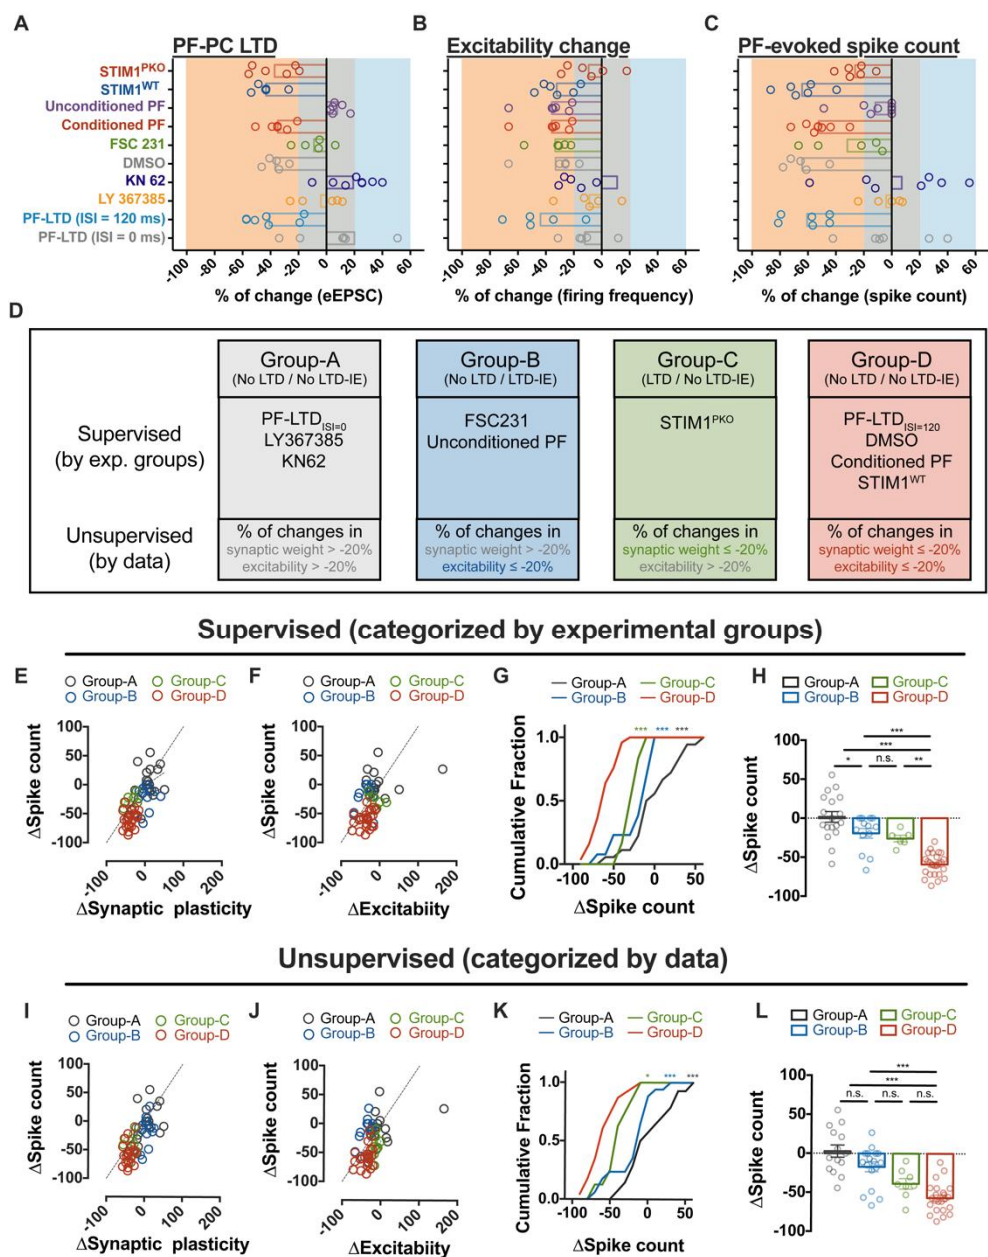 A
PF-PC LTD
B
Excitability change
C
PF-evoked spike count
STIM1PKO
STIM1WT
Unconditioned PF
Conditioned PF
FSC 231
DMSO
KN 62
LY 367385
PF-LTD (ISI = 120 ms)
PF-LTD (ISI = 0 ms)
-100 -80 -60 -40 -20 0 20 40 60
-100 -80 -60 -40 -20 0 20 40 60
-100 -80 -60 -40 -20 0 20 40 60
% of change (eEPSC)
% of change (firing frequency)
% of change (spike count)
D
Group-A
(No LTD / No LTD-IE)
Group-B
(No LTD / LTD-IE)
Group-C
(LTD / No LTD-IE)
Group-D
(No LTD / No LTD-IE)
Supervised
(by exp. groups)
PF-LTDISI=0
LY367385
KN62
FSC231
Unconditioned PF
STIM1PKO
PF-LTDISI=120
DMSO
Conditioned PF
STIM1WT
Unsupervised
(by data)
% of changes in
synaptic weight > -20%
excitability > -20%
% of changes in
synaptic weight > -20%
excitability ≤ -20%
% of changes in
synaptic weight ≤ -20%
excitability > -20%
% of changes in
synaptic weight ≤ -20%
excitability ≤ -20%
Supervised (categorized by experimental groups)
E
Group-A Group-C
Group-B Group-D
ΔSpike count
100
50
0
-50
-100
-100 0 100 200
ΔSynaptic plasticity
F
Group-A Group-C
Group-B Group-D
ΔSpike count
100
50
0
-50
-100
-100 0 100 200
ΔExcitabiity
G
Group-A Group-C
Group-B Group-D
*** *** ***
Cumulative Fraction
1.0
0.5
0.0
-50 0 50
ΔSpike count
H
Group-A Group-C
Group-B Group-D
***
***
* n.s. **
ΔSpike count
100
50
0
-50
-100
Unsupervised (categorized by data)
I
Group-A Group-C
Group-B Group-D
ΔSpike count
100
50
0
-50
-100
-100 0 100 200
ΔSynaptic plasticity
J
Group-A Group-C
Group-B Group-D
ΔSpike count
100
50
0
-50
-100
-100 0 100 200
ΔExcitabiity
K
Group-A Group-C
Group-B Group-D
* *** ***
Cumulative Fraction
1.0
0.5
0.0
-100 -50 0 50
ΔSpike count
L
Group-A Group-C
Group-B Group-D
***
***
n.s. n.s. n.s.
ΔSpike count
100
50
0
-50
-100